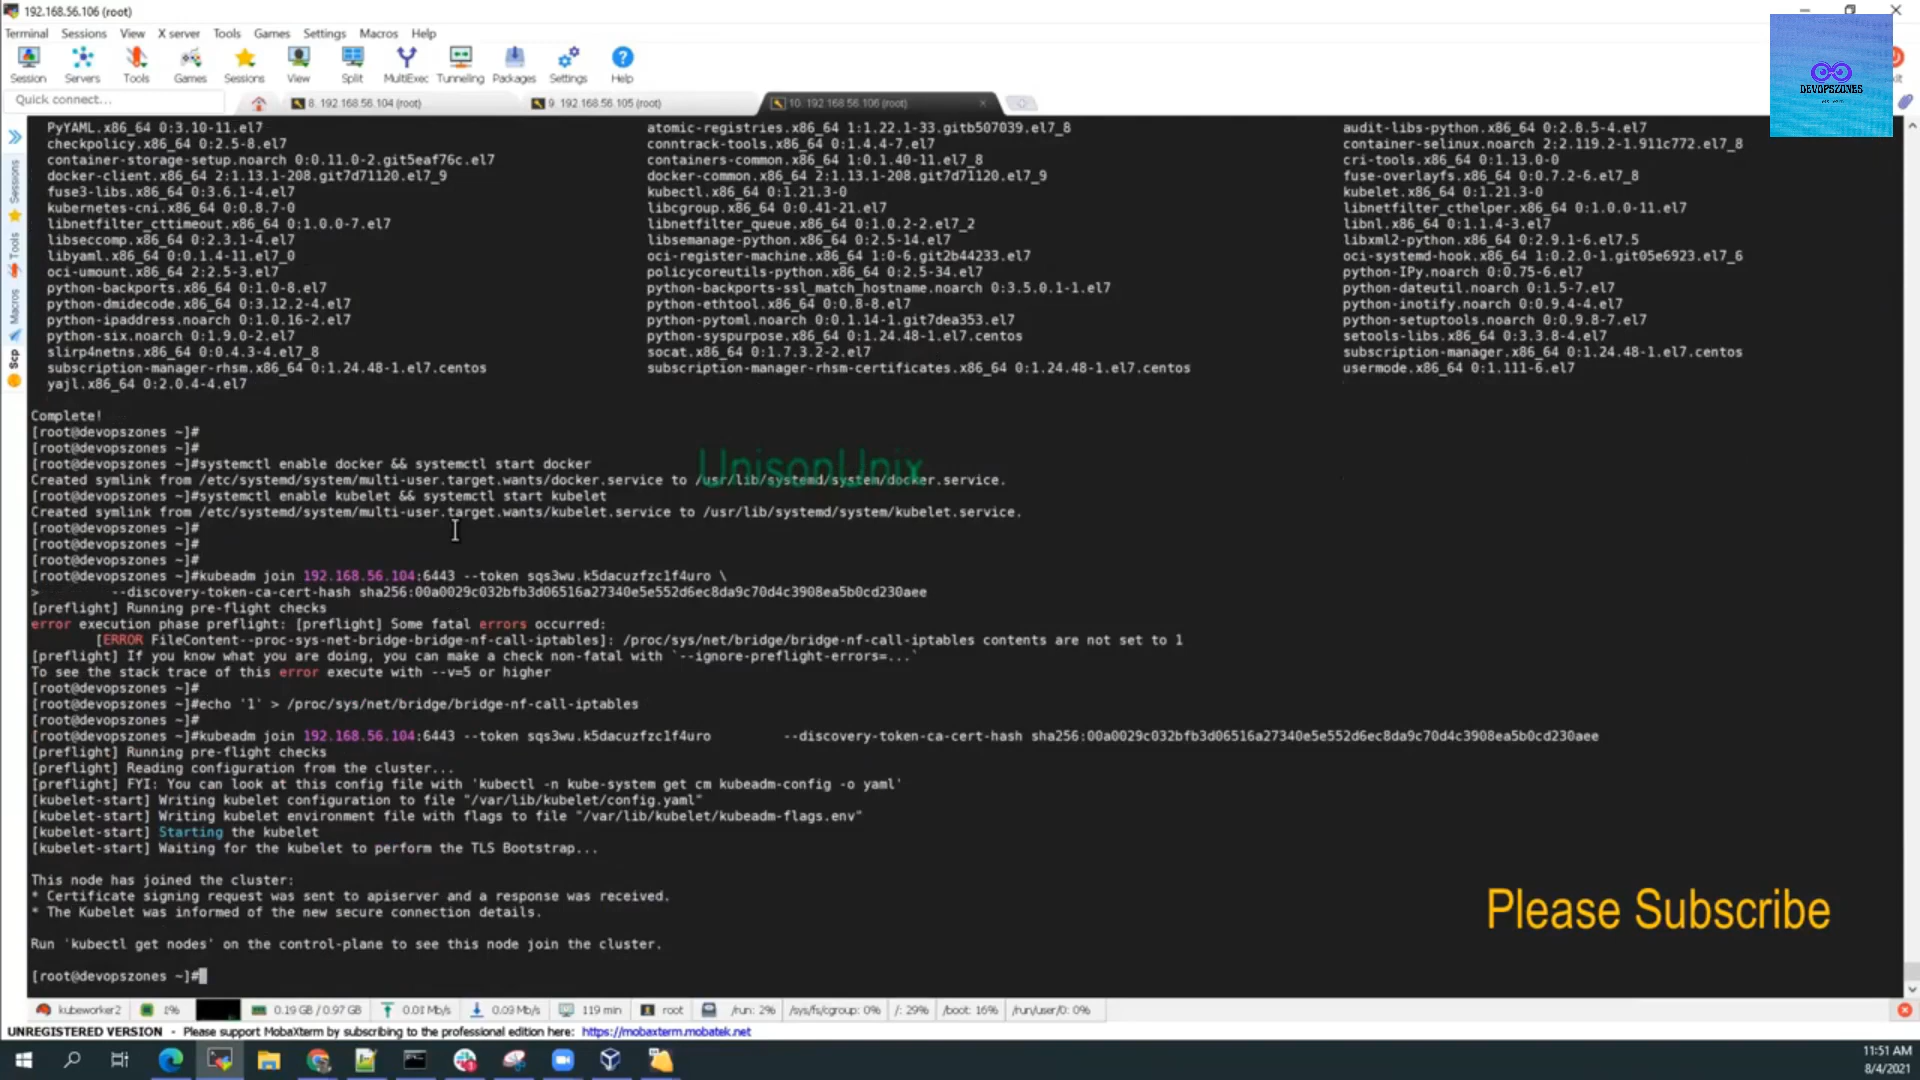 192.168.56.106 (root)
Terminal Sessions View X server Tools Games Settings Macros Help
Session Servers Tools Games Sessions View Split MultiExec Tunneling Packages Settings Help
DEVOPSZONES
Quick connect...
8. 192.168.56.104 (root)
9. 192.168.56.105 (root)
10. 192.168.56.106 (root)
Sessions
Tools
Macros
Scp
PyYAML.x86_64 0:3.10-11.el7 atomic-registries.x86_64 1:1.22.1-33.gitb507039.el7_8 audit-libs-python.x86_64 0:2.8.5-4.el7
checkpolicy.x86_64 0:2.5-8.el7 conntrack-tools.x86_64 0:1.4.4-7.el7 container-selinux.noarch 2:2.119.2-1.911c772.el7_8
container-storage-setup.noarch 0:0.11.0-2.git5eaf76c.el7 containers-common.x86_64 1:0.1.40-11.el7_8 cri-tools.x86_64 0:1.13.0-0
docker-client.x86_64 2:1.13.1-208.git7d71120.el7_9 docker-common.x86_64 2:1.13.1-208.git7d71120.el7_9 fuse-overlayfs.x86_64 0:0.7.2-6.el7_8
fuse3-libs.x86_64 0:3.6.1-4.el7 kubectl.x86_64 0:1.21.3-0 kubelet.x86_64 0:1.21.3-0
kubernetes-cni.x86_64 0:0.8.7-0 libcgroup.x86_64 0:0.41-21.el7 libnetfilter_cthelper.x86_64 0:1.0.0-11.el7
libnetfilter_cttimeout.x86_64 0:1.0.0-7.el7 libnetfilter_queue.x86_64 0:1.0.2-2.el7_2 libnl.x86_64 0:1.1.4-3.el7
libseccomp.x86_64 0:2.3.1-4.el7 libsemanage-python.x86_64 0:2.5-14.el7 libxml2-python.x86_64 0:2.9.1-6.el7.5
libyaml.x86_64 0:0.1.4-11.el7_0 oci-register-machine.x86_64 1:0-6.git2b44233.el7 oci-systemd-hook.x86_64 1:0.2.0-1.git05e6923.el7_6
oci-umount.x86_64 2:2.5-3.el7 policycoreutils-python.x86_64 0:2.5-34.el7 python-IPy.noarch 0:0.75-6.el7
python-backports.x86_64 0:1.0-8.el7 python-backports-ssl_match_hostname.noarch 0:3.5.0.1-1.el7 python-dateutil.noarch 0:1.5-7.el7
python-dmidecode.x86_64 0:3.12.2-4.el7 python-ethtool.x86_64 0:0.8-8.el7 python-inotify.noarch 0:0.9.4-4.el7
python-ipaddress.noarch 0:1.0.16-2.el7 python-pytoml.noarch 0:0.1.14-1.git7dea353.el7 python-setuptools.noarch 0:0.9.8-7.el7
python-six.noarch 0:1.9.0-2.el7 python-syspurpose.x86_64 0:1.24.48-1.el7.centos setools-libs.x86_64 0:3.3.8-4.el7
slirp4netns.x86_64 0:0.4.3-4.el7_8 socat.x86_64 0:1.7.3.2-2.el7 subscription-manager.x86_64 0:1.24.48-1.el7.centos
subscription-manager-rhsm.x86_64 0:1.24.48-1.el7.centos subscription-manager-rhsm-certificates.x86_64 0:1.24.48-1.el7.centos usermode.x86_64 0:1.111-6.el7
yajl.x86_64 0:2.0.4-4.el7
Complete!
[root@devopszones ~]#
[root@devopszones ~]#
[root@devopszones ~]#systemctl enable docker && systemctl start docker
UnisonUnix
Created symlink from /etc/systemd/system/multi-user.target.wants/docker.service to /usr/lib/systemd/system/docker.service.
[root@devopszones ~]#systemctl enable kubelet && systemctl start kubelet
Created symlink from /etc/systemd/system/multi-user.target.wants/kubelet.service to /usr/lib/systemd/system/kubelet.service.
[root@devopszones ~]#
[root@devopszones ~]#
[root@devopszones ~]#
[root@devopszones ~]#kubeadm join 192.168.56.104:6443 --token sqs3wu.k5dacuzfzc1f4uro \
> --discovery-token-ca-cert-hash sha256:00a0029c032bfb3d06516a27340e5e552d6ec8da9c70d4c3908ea5b0cd230aee
[preflight] Running pre-flight checks
error execution phase preflight: [preflight] Some fatal errors occurred:
[ERROR FileContent--proc-sys-net-bridge-bridge-nf-call-iptables]: /proc/sys/net/bridge/bridge-nf-call-iptables contents are not set to 1
[preflight] If you know what you are doing, you can make a check non-fatal with `--ignore-preflight-errors=...`
To see the stack trace of this error execute with --v=5 or higher
[root@devopszones ~]#
[root@devopszones ~]#echo '1' > /proc/sys/net/bridge/bridge-nf-call-iptables
[root@devopszones ~]#
[root@devopszones ~]#kubeadm join 192.168.56.104:6443 --token sqs3wu.k5dacuzfzc1f4uro --discovery-token-ca-cert-hash sha256:00a0029c032bfb3d06516a27340e5e552d6ec8da9c70d4c3908ea5b0cd230aee
[preflight] Running pre-flight checks
[preflight] Reading configuration from the cluster...
[preflight] FYI: You can look at this config file with 'kubectl -n kube-system get cm kubeadm-config -o yaml'
[kubelet-start] Writing kubelet configuration to file "/var/lib/kubelet/config.yaml"
[kubelet-start] Writing kubelet environment file with flags to file "/var/lib/kubelet/kubeadm-flags.env"
[kubelet-start] Starting the kubelet
[kubelet-start] Waiting for the kubelet to perform the TLS Bootstrap...
This node has joined the cluster:
* Certificate signing request was sent to apiserver and a response was received.
* The Kubelet was informed of the new secure connection details.
Please Subscribe
Run 'kubectl get nodes' on the control-plane to see this node join the cluster.
[root@devopszones ~]#
kubeworker2 1% 0.19 GB / 0.97 GB 0.01 Mb/s 0.09 Mb/s 119 min root /run: 2% /sys/fs/cgroup: 0% /: 29% /boot: 16% /run/user/0: 0%
UNREGISTERED VERSION - Please support MobaXterm by subscribing to the professional edition here: https://mobaxterm.mobatek.net
11:51 AM
8/4/2021